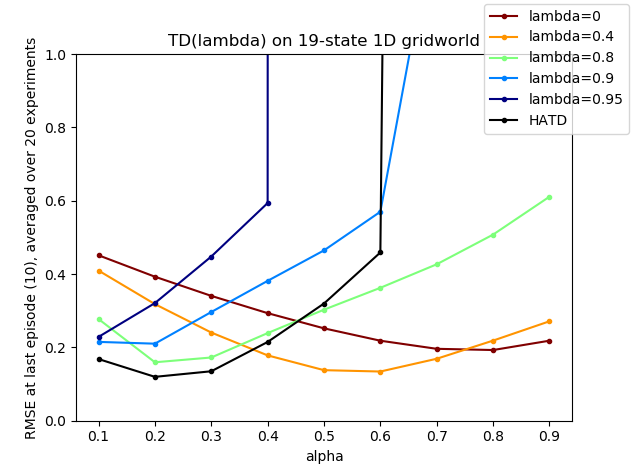 TD(lambda) on 19-state 1D gridworld
lambda=0
lambda=0.4
lambda=0.8
lambda=0.9
lambda=0.95
HATD
RMSE at last episode (10), averaged over 20 experiments
1.0
0.8
0.6
0.4
0.2
0.0
0.1 0.2 0.3 0.4 0.5 0.6 0.7 0.8 0.9
alpha